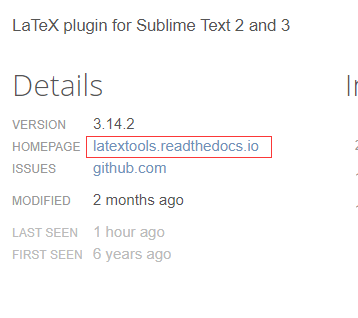 LaTeX plugin for Sublime Text 2 and 3
Details
VERSION 3.14.2
HOMEPAGE latextools.readthedocs.io
ISSUES github.com
MODIFIED 2 months ago
LAST SEEN 1 hour ago
FIRST SEEN 6 years ago